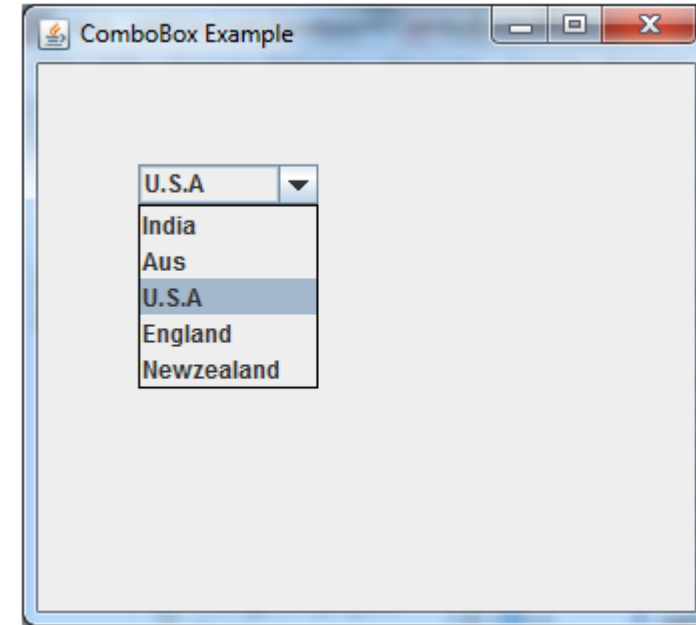 ComboBox Example
U.S.A
India
Aus
U.S.A
England
Newzealand